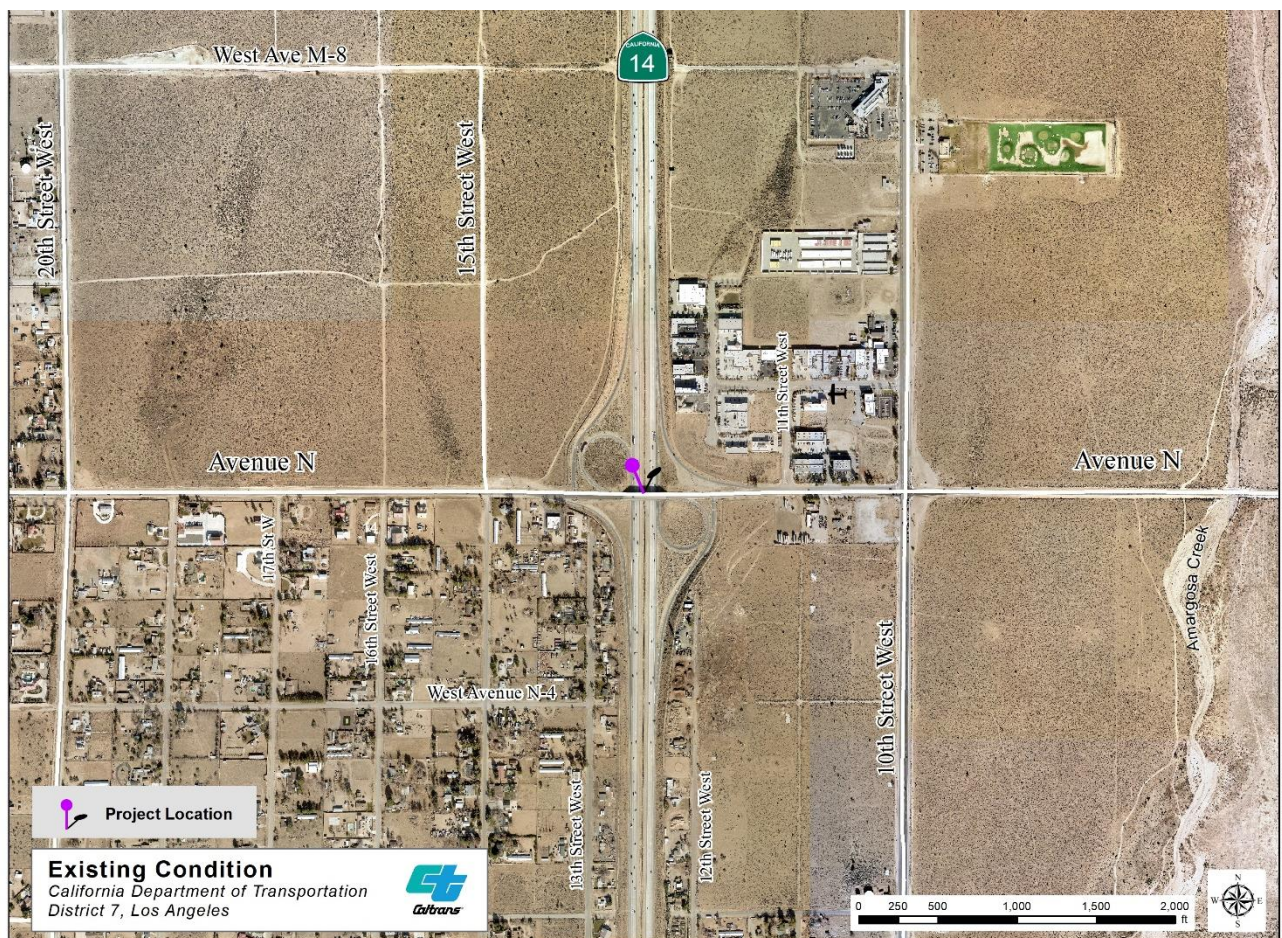 West Ave M-8
CALIFORNIA
14
20th Street West
15th Street West
11th Street West
Avenue N
Avenue N
17th St W
16th Street West
Amargosa Creek
10th Street West
West Avenue N-4
13th Street West
12th Street West
Project Location
Existing Condition
California Department of Transportation
District 7, Los Angeles
ct
Caltrans
0 250 500 1,000 1,500 2,000
ft
N
W E
S